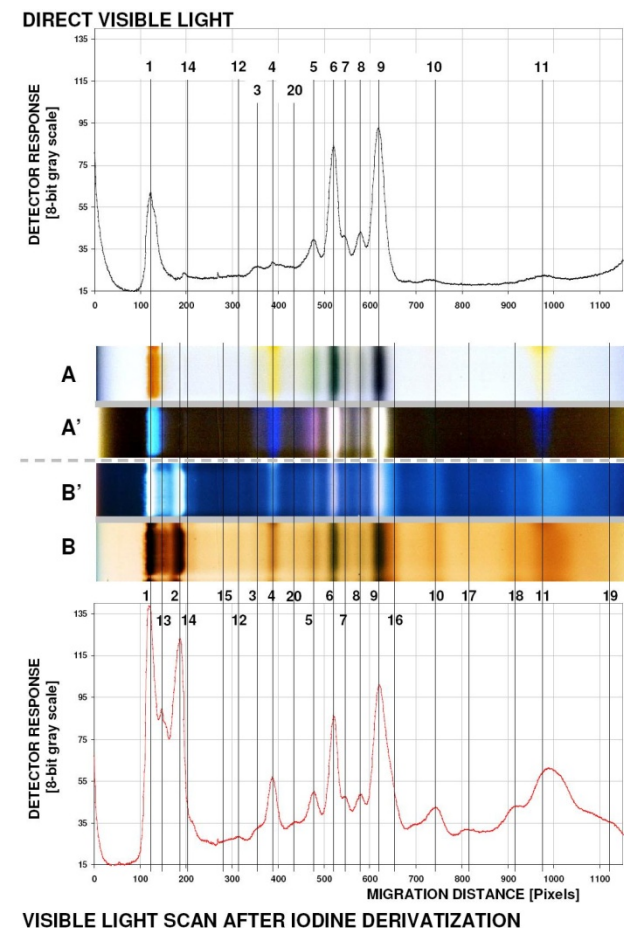 DIRECT VISIBLE LIGHT
135
115
95
75
55
35
15
DETECTOR RESPONSE
[8-bit gray scale]
1 14 12 4 5 6 7 8 9 10 11
3 20
0 100 200 300 400 500 600 700 800 900 1000 1100
A
A'
B'
B
1 2 15 3 4 20 6 8 9 10 17 18 11 19
13 14 12 5 7 16
135
115
95
75
55
35
15
DETECTOR RESPONSE
[8-bit gray scale]
0 100 200 300 400 500 600 700 800 900 1000 1100
MIGRATION DISTANCE [Pixels]
VISIBLE LIGHT SCAN AFTER IODINE DERIVATIZATION